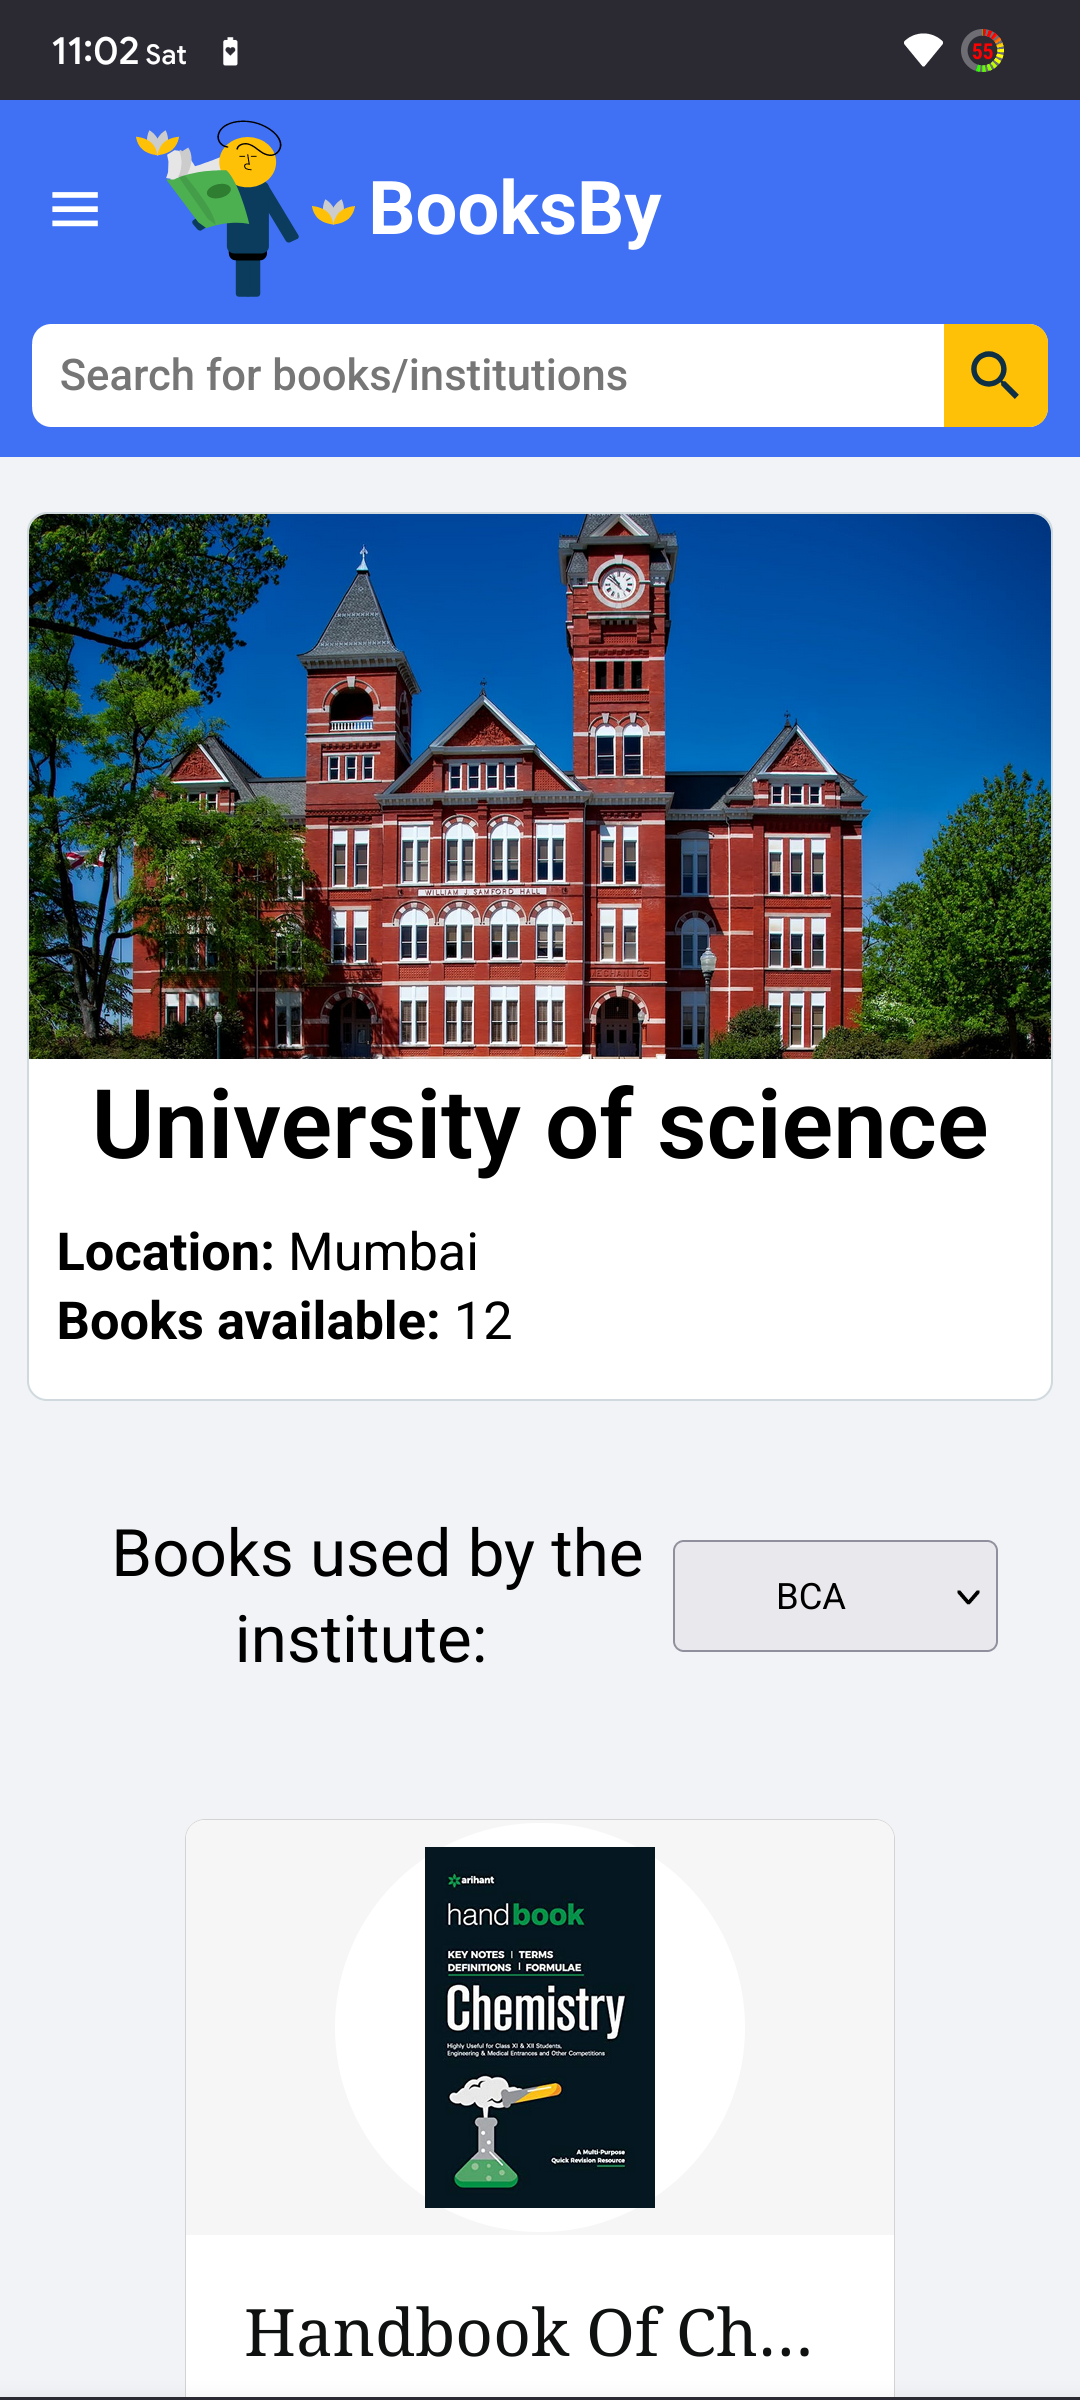 11:02 Sat
55
BooksBy
Search for books/institutions
WILLIAM J. SAMFORD HALL
MECHANICS
University of science
Location: Mumbai
Books available: 12
Books used by the
institute:
BCA
arihant
handbook
KEY NOTES | TERMS
DEFINITIONS | FORMULAE
Chemistry
Highly Useful for Class XI & XII Students,
Engineering & Medical Entrances and Other Competitions
A Multi-Purpose
Quick Revision Resource
Handbook Of Ch...